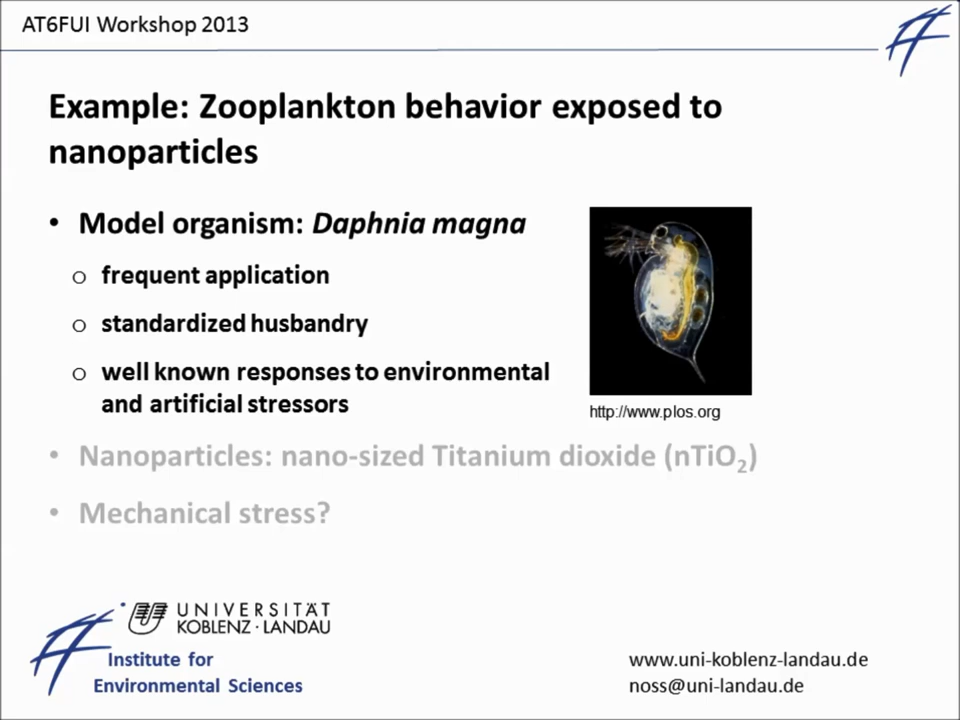 AT6FUI Workshop 2013
Example: Zooplankton behavior exposed to
nanoparticles
• Model organism: Daphnia magna
o frequent application
o standardized husbandry
o well known responses to environmental
and artificial stressors
http://www.plos.org
• Nanoparticles: nano-sized Titanium dioxide (nTiO₂)
• Mechanical stress?
UNIVERSITÄT
KOBLENZ · LANDAU
Institute for
Environmental Sciences
www.uni-koblenz-landau.de
noss@uni-landau.de